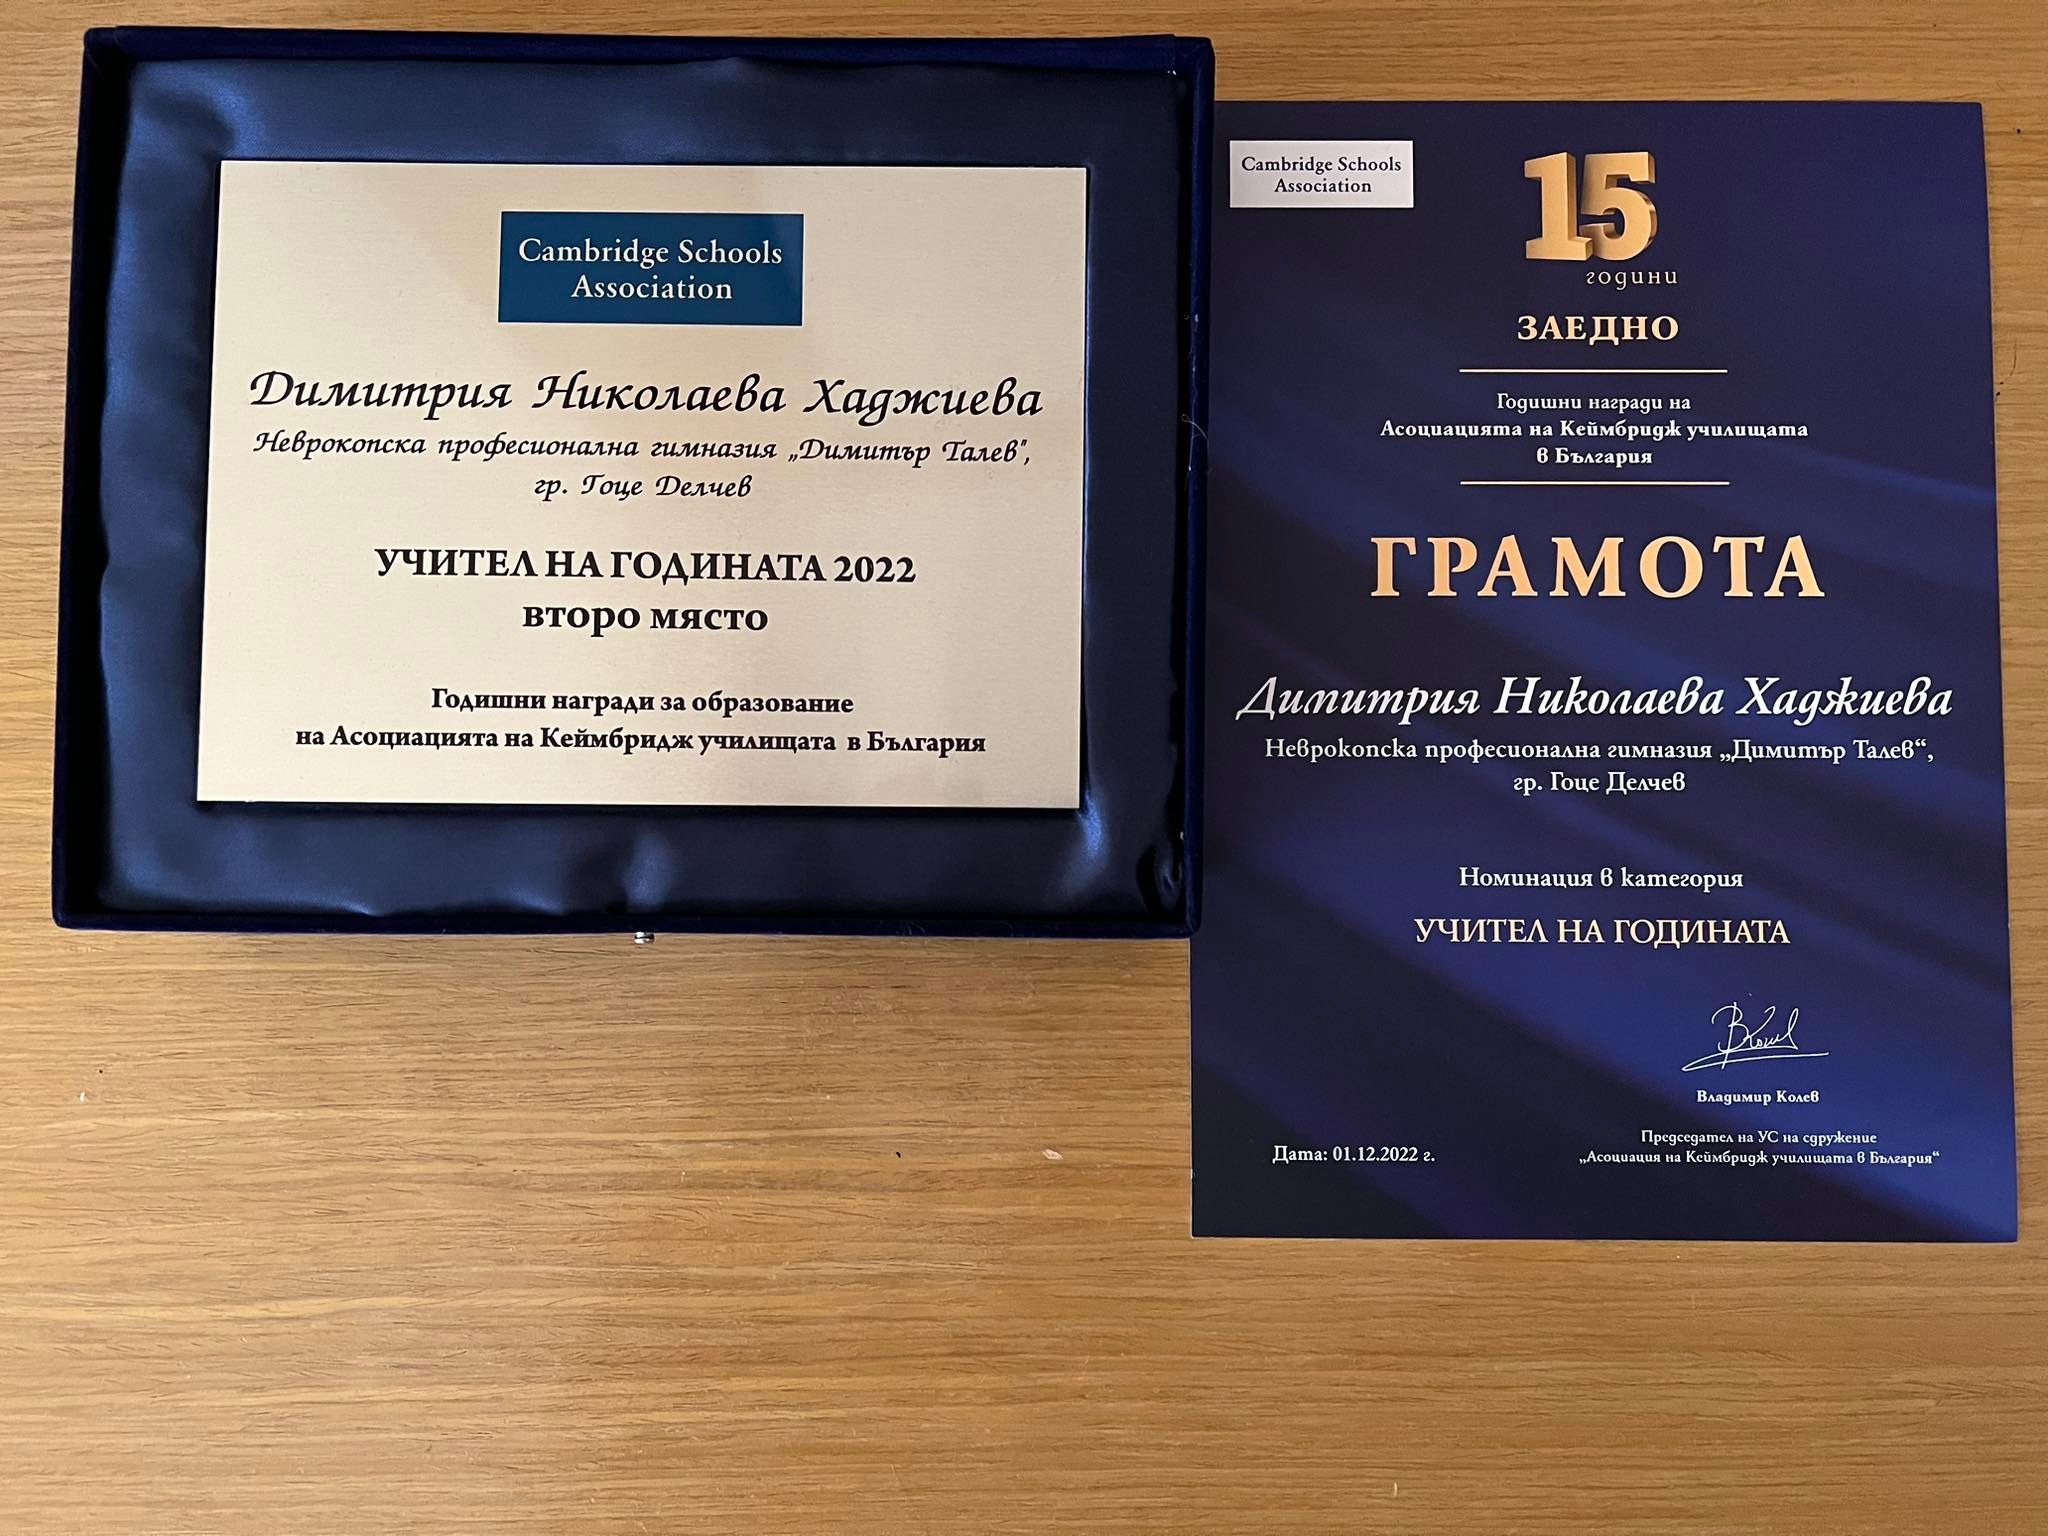 Cambridge Schools
Association
Димитрия Николаева Хаджиева
Неврокопска професионална гимназия „Димитър Талев",
гр. Гоце Делчев
УЧИТЕЛ НА ГОДИНАТА 2022
ВТОРО МЯСТО
Годишни награди за образование
на Асоциацията на Кеймбридж училищата в България
Cambridge Schools
Association
15
години
ЗАЕДНО
Годишни награди на
Асоциацията на Кеймбридж училищата
в България
ГРАМОТА
Димитрия Николаева Хаджиева
Неврокопска професионална гимназия „Димитър Талев“,
гр. Гоце Делчев
Номинация в категория
УЧИТЕЛ НА ГОДИНАТА
Владимир Колев
Председател на УС на сдружение
„Асоциация на Кеймбридж училищата в България“
Дата: 01.12.2022 г.